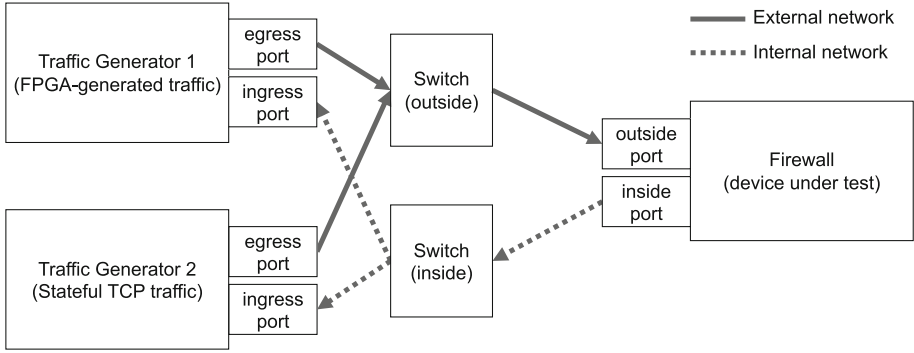 Traffic Generator 1
(FPGA-generated traffic)
egress
port
ingress
port
Switch
(outside)
External network
Internal network
outside
port
inside
port
Firewall
(device under test)
Traffic Generator 2
(Stateful TCP traffic)
egress
port
ingress
port
Switch
(inside)